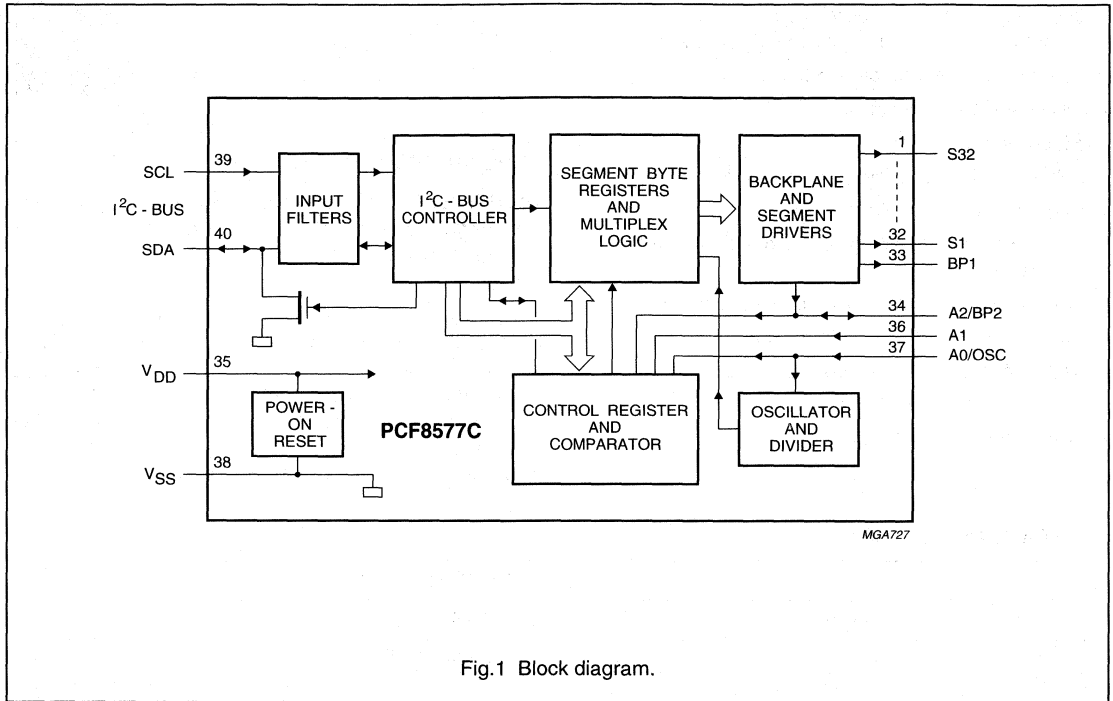 SCL
39
I²C - BUS
SDA
40
INPUT
FILTERS
I²C - BUS
CONTROLLER
SEGMENT BYTE
REGISTERS
AND
MULTIPLEX
LOGIC
BACKPLANE
AND
SEGMENT
DRIVERS
1
S32
32
S1
33
BP1
34
A2/BP2
36
A1
37
A0/OSC
VDD
35
POWER -
ON
RESET
PCF8577C
CONTROL REGISTER
AND
COMPARATOR
OSCILLATOR
AND
DIVIDER
VSS
38
MGA727
Fig.1 Block diagram.